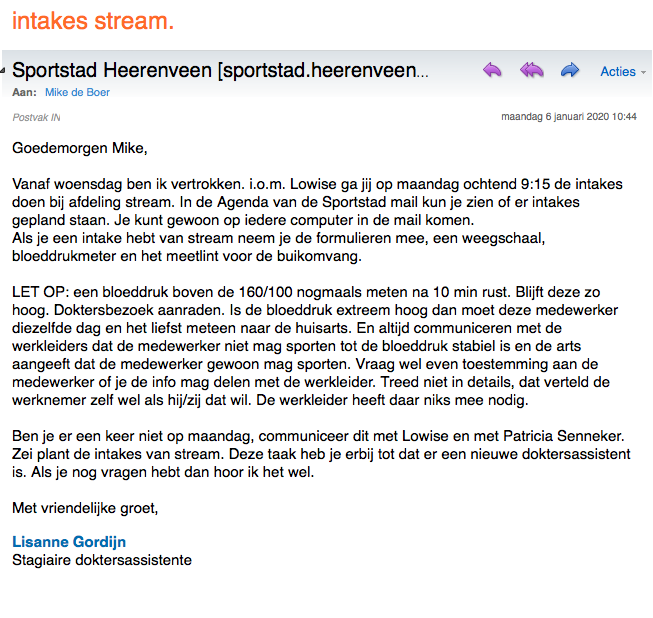 intakes stream.
Sportstad Heerenveen [sportstad.heerenveen...
Acties
Aan: Mike de Boer
Postvak IN
maandag 6 januari 2020 10:44
Goedemorgen Mike,
Vanaf woensdag ben ik vertrokken. i.o.m. Lowise ga jij op maandag ochtend 9:15 de intakes
doen bij afdeling stream. In de Agenda van de Sportstad mail kun je zien of er intakes
gepland staan. Je kunt gewoon op iedere computer in de mail komen.
Als je een intake hebt van stream neem je de formulieren mee, een weegschaal,
bloeddrukmeter en het meetlint voor de buikomvang.
LET OP: een bloeddruk boven de 160/100 nogmaals meten na 10 min rust. Blijft deze zo
hoog. Doktersbezoek aanraden. Is de bloeddruk extreem hoog dan moet deze medewerker
diezelfde dag en het liefst meteen naar de huisarts. En altijd communiceren met de
werkleiders dat de medewerker niet mag sporten tot de bloeddruk stabiel is en de arts
aangeeft dat de medewerker gewoon mag sporten. Vraag wel even toestemming aan de
medewerker of je de info mag delen met de werkleider. Treed niet in details, dat verteld de
werknemer zelf wel als hij/zij dat wil. De werkleider heeft daar niks mee nodig.
Ben je er een keer niet op maandag, communiceer dit met Lowise en met Patricia Senneker.
Zei plant de intakes van stream. Deze taak heb je erbij tot dat er een nieuwe doktersassistent
is. Als je nog vragen hebt dan hoor ik het wel.
Met vriendelijke groet,
Lisanne Gordijn
Stagiaire doktersassistente